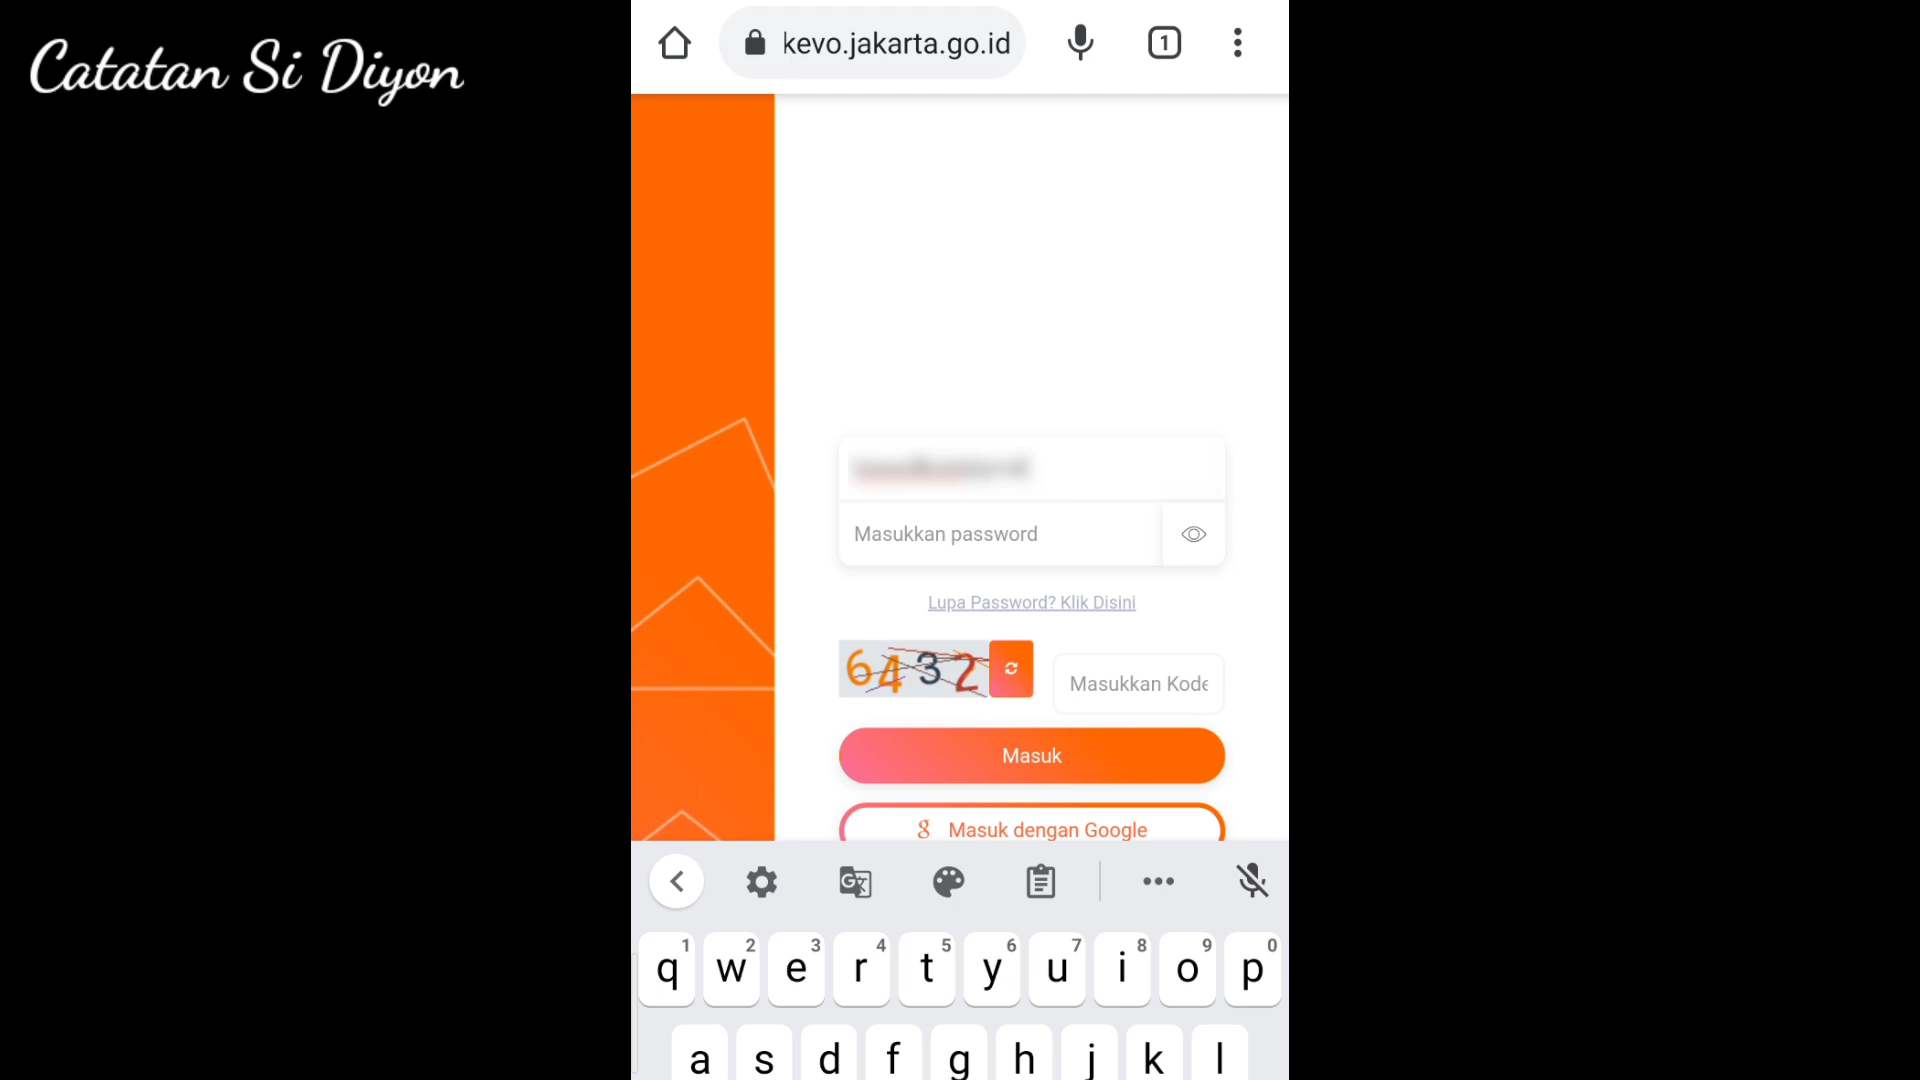 Catatan Si Diyon
kevo.jakarta.go.id
1
Masukkan password
Lupa Password? Klik Disini
6432
Masukkan Kode
Masuk
8 Masuk dengan Google
G
1 2 3 4 5 6 7 8 9 0
q w e r t y u i o p
a s d f g h j k l